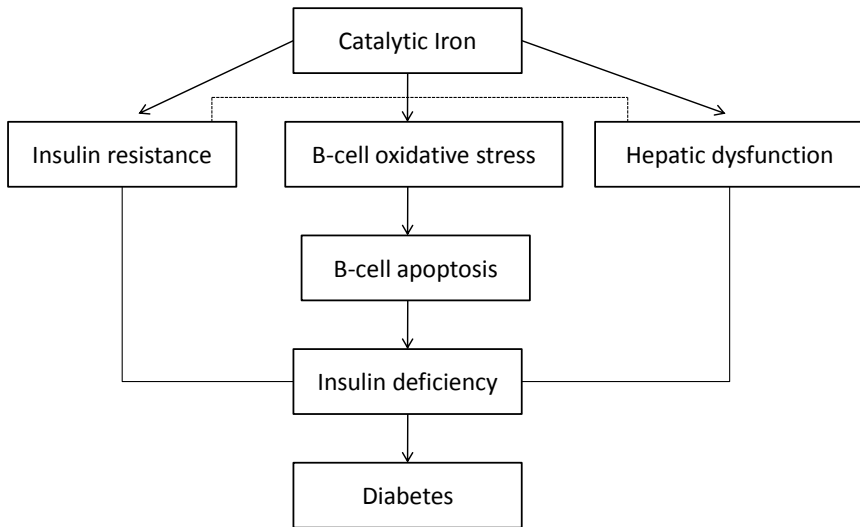 Catalytic Iron
Insulin resistance
B-cell oxidative stress
Hepatic dysfunction
B-cell apoptosis
Insulin deficiency
Diabetes